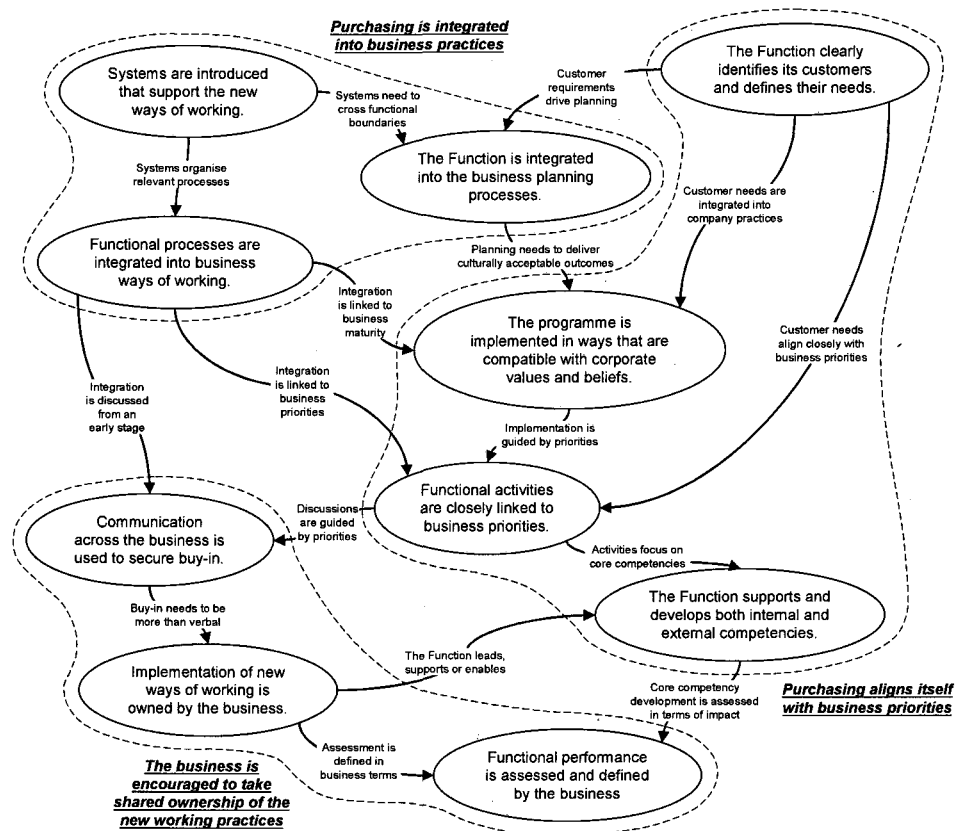 Purchasing is integrated
into business practices
Systems are introduced
that support the new
ways of working.
The Function clearly
identifies its customers
and defines their needs.
Systems need to
cross functional
boundaries
Customer
requirements
drive planning
The Function is integrated
into the business planning
processes.
Systems organise
relevant processes
Customer needs are
integrated into
company practices
Functional processes are
integrated into business
ways of working.
Planning needs to deliver
culturally acceptable outcomes
Integration
is linked to
business
maturity
The programme is
implemented in ways that are
compatible with corporate
values and beliefs.
Customer needs
align closely with
business priorities
Integration
is discussed
from an
early stage
Integration
is linked to
business
priorities
Implementation is
guided by priorities
Functional activities
are closely linked to
business priorities.
Communication
across the business is
used to secure buy-in.
Discussions
are guided
by priorities
Activities focus on
core competencies
The Function supports and
develops both internal and
external competencies.
Buy-in needs to be
more than verbal
The Function leads,
supports or enables
Implementation of new
ways of working is
owned by the business.
Core competency
development is assessed
in terms of impact
Purchasing aligns itself
with business priorities
Assessment is
defined in
business terms
Functional performance
is assessed and defined
by the business
The business is
encouraged to take
shared ownership of the
new working practices